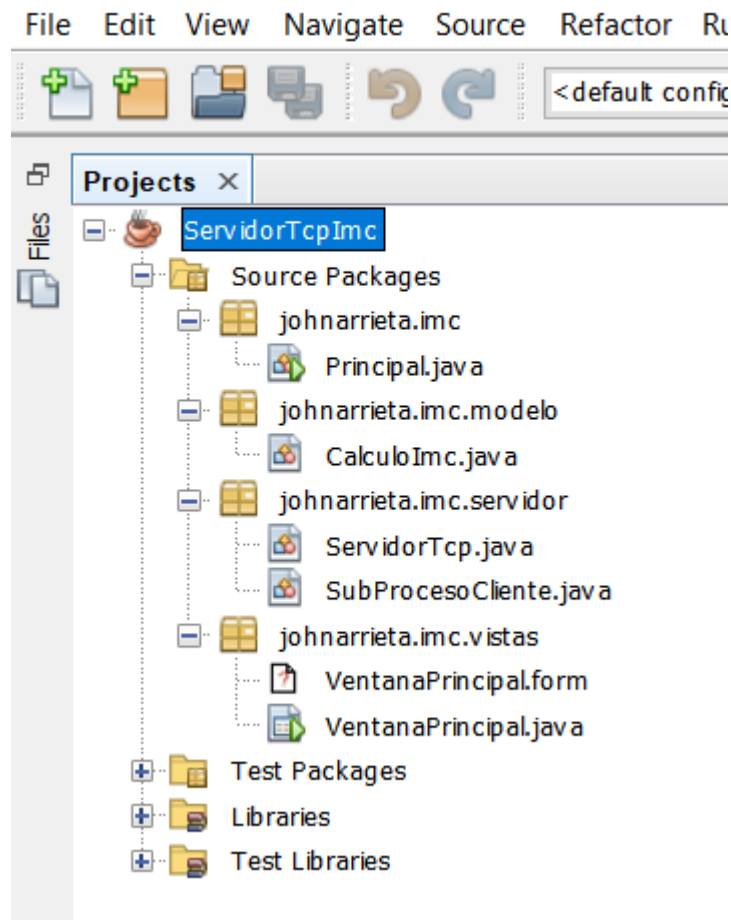 File Edit View Navigate Source Refactor Ru
<default config
Projects
Files
ServidorTcpImc
Source Packages
johnarrieta.imc
Principal.java
johnarrieta.imc.modelo
CalculoImc.java
johnarrieta.imc.servidor
ServidorTcp.java
SubProcesoCliente.java
johnarrieta.imc.vistas
VentanaPrincipal.form
VentanaPrincipal.java
Test Packages
Libraries
Test Libraries